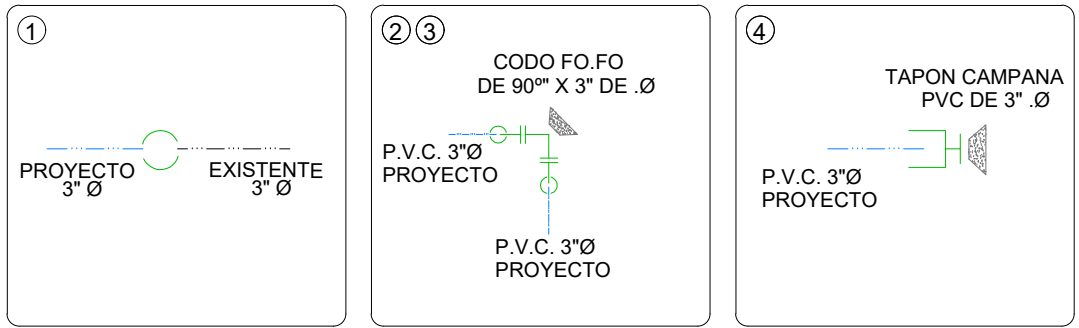 1
PROYECTO
3" Ø
EXISTENTE
3" Ø
2 3
CODO FO.FO
DE 90º" X 3" DE .Ø
P.V.C. 3"Ø
PROYECTO
P.V.C. 3"Ø
PROYECTO
4
TAPON CAMPANA
PVC DE 3" .Ø
P.V.C. 3"Ø
PROYECTO